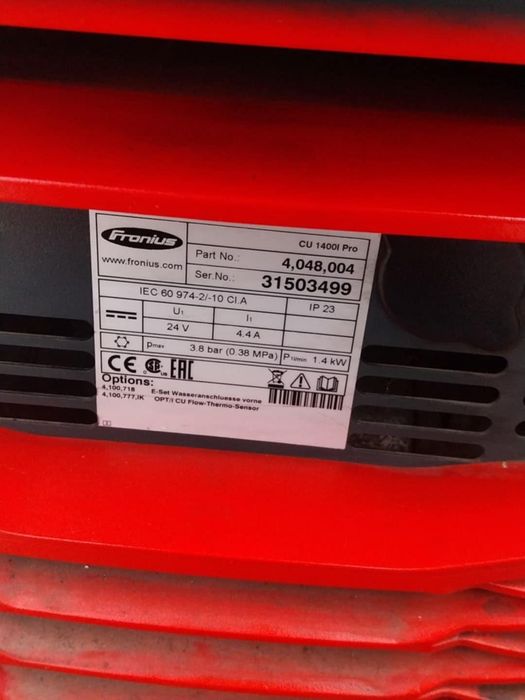 Fronius
www.fronius.com
CU 1400I Pro
Part No.: 4,048,004
Ser.No.: 31503499
IEC 60 974-2/-10 Cl.A IP 23
U1 I1
24 V 4.4 A
pmax 3.8 bar (0.38 MPa) P1l/min 1.4 kW
CE EAC
Options:
4,100,718 E-Set Wasseranschluesse vorne
4,100,777,IK OPT/i CU Flow-Thermo-Sensor